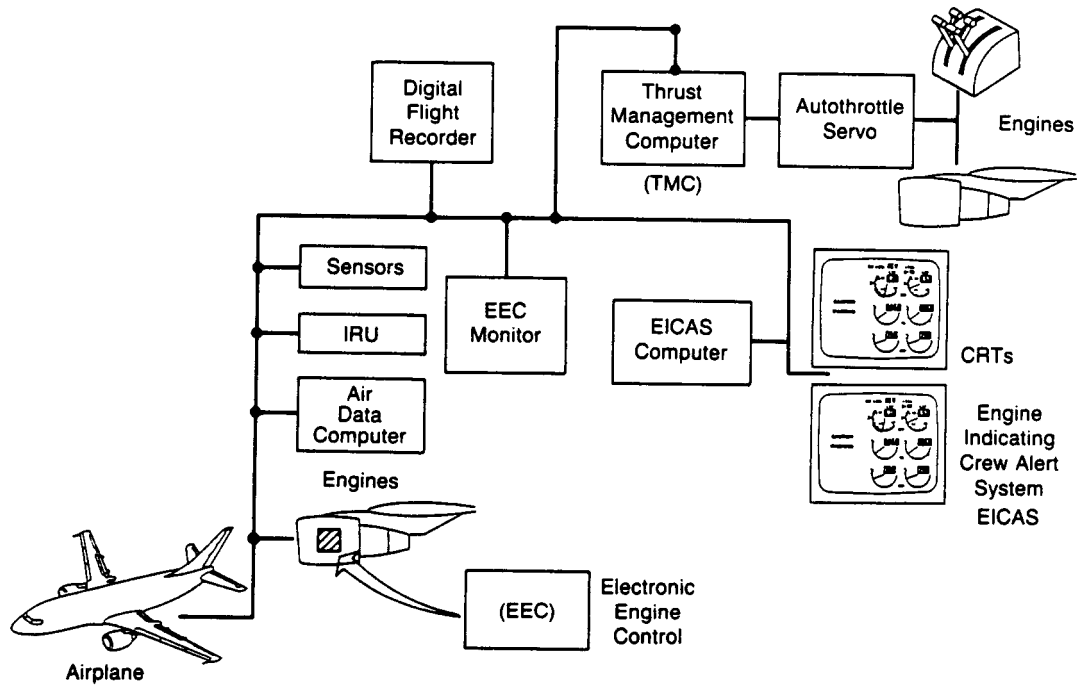 Digital
Flight
Recorder
Thrust
Management
Computer
(TMC)
Autothrottle
Servo
Engines
Sensors
IRU
Air
Data
Computer
EEC
Monitor
EICAS
Computer
CRTs
Engine
Indicating
Crew Alert
System
EICAS
Engines
(EEC)
Electronic
Engine
Control
Airplane